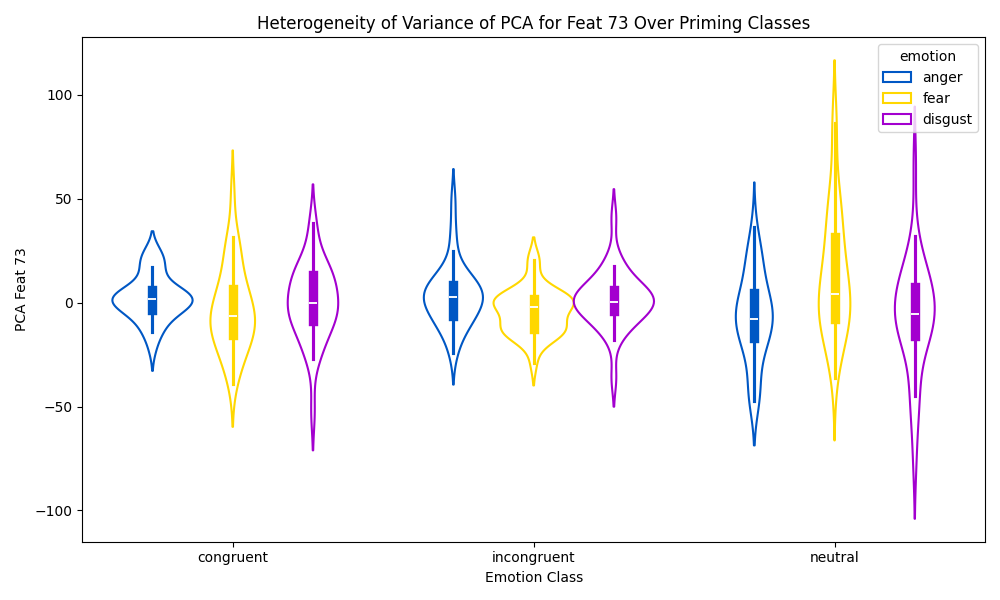 Heterogeneity of Variance of PCA for Feat 73 Over Priming Classes
emotion
anger
fear
disgust
100
50
0
−50
−100
PCA Feat 73
congruent
incongruent
neutral
Emotion Class